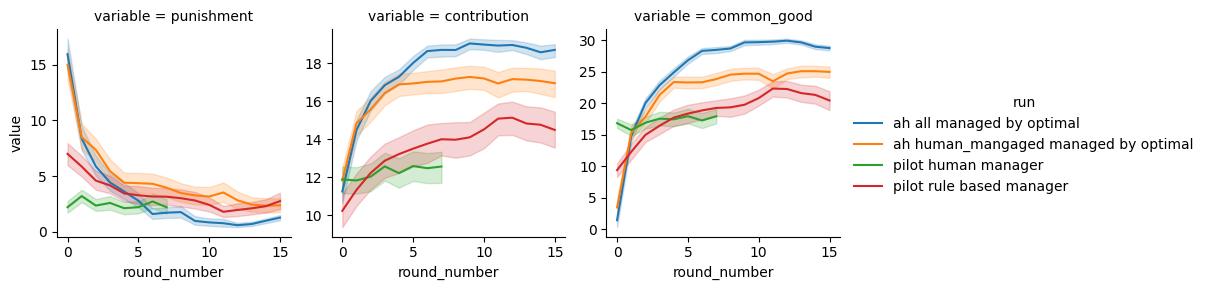 variable = punishment
variable = contribution
variable = common_good
value
15
10
5
0
18
16
14
12
10
30
25
20
15
10
5
0
0 5 10 15
0 5 10 15
0 5 10 15
round_number
round_number
round_number
run
ah all managed by optimal
ah human_mangaged managed by optimal
pilot human manager
pilot rule based manager